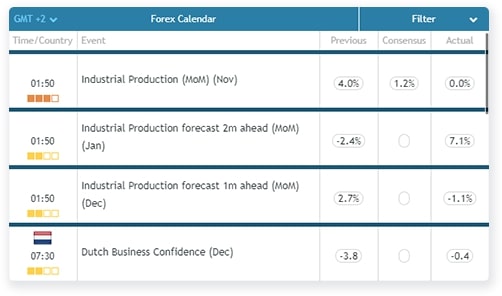 GMT +2 Forex Calendar Filter
Time/Country Event Previous Consensus Actual
01:50 Industrial Production (MoM) (Nov) 4.0% 1.2% 0.0%
01:50 Industrial Production forecast 2m ahead (MoM) (Jan) -2.4% 7.1%
01:50 Industrial Production forecast 1m ahead (MoM) (Dec) 2.7% -1.1%
07:30 Dutch Business Confidence (Dec) -3.8 -0.4